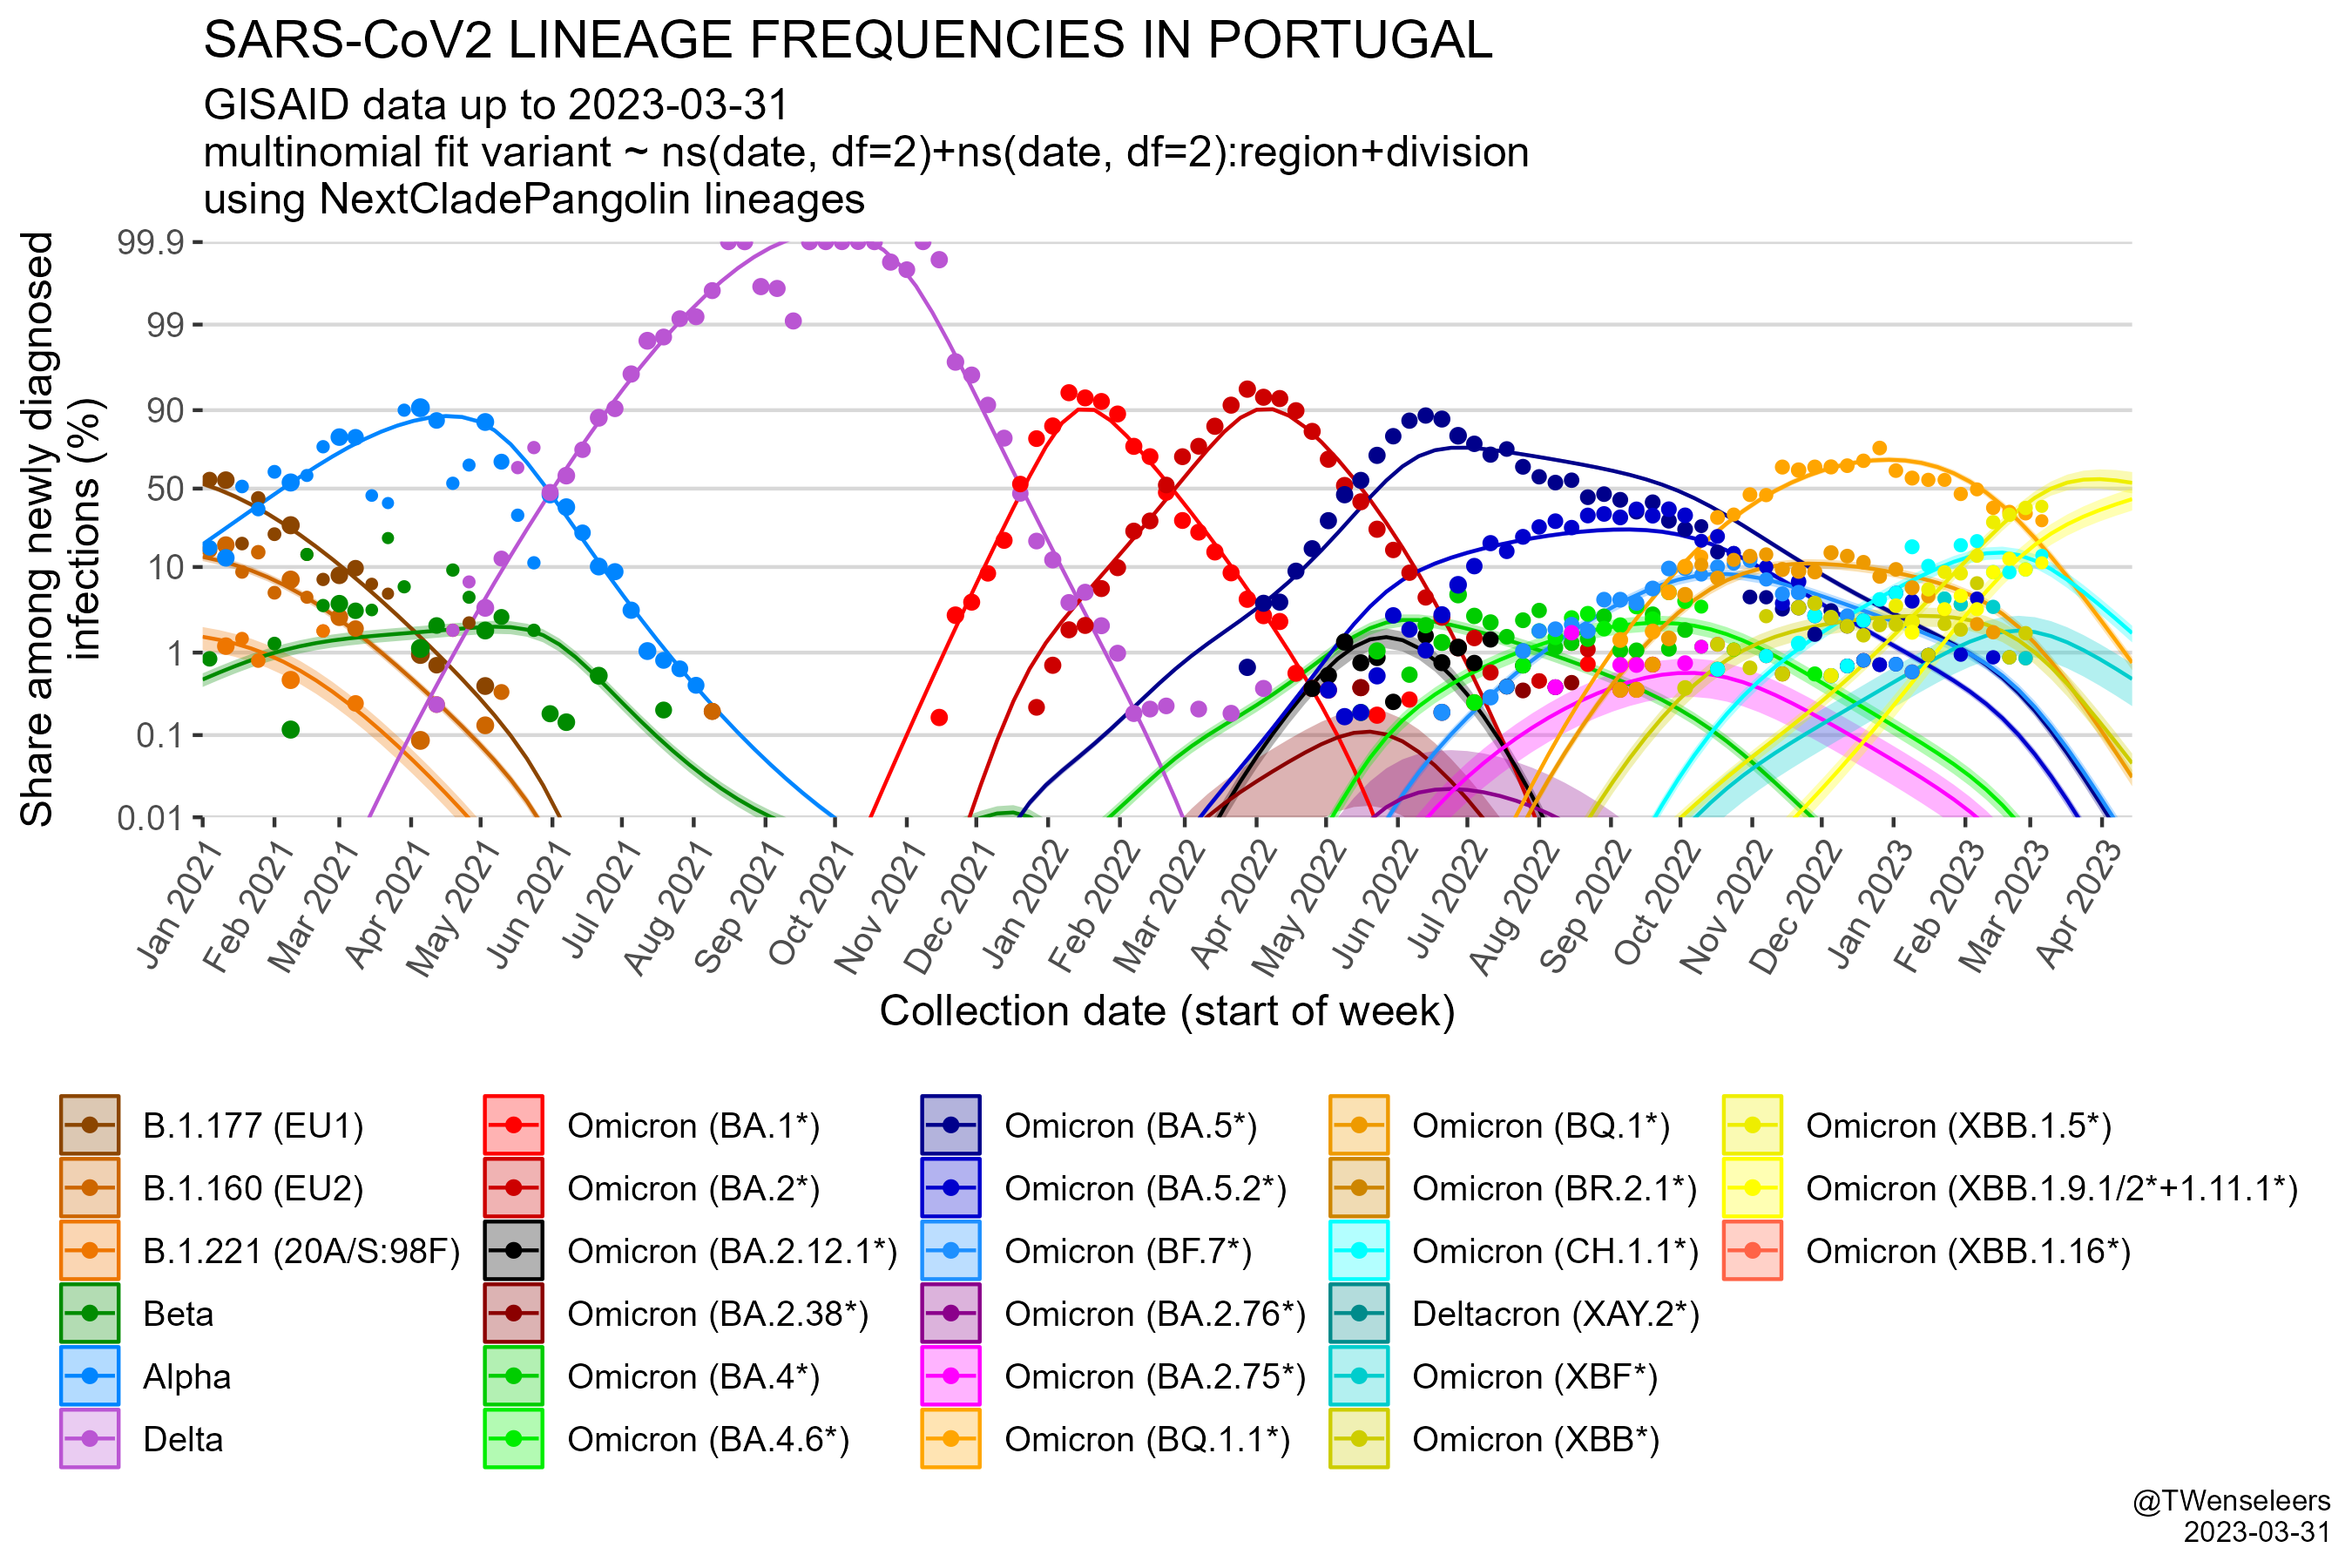 SARS-CoV2 LINEAGE FREQUENCIES IN PORTUGAL
GISAID data up to 2023-03-31
multinomial fit variant ~ ns(date, df=2)+ns(date, df=2):region+division
using NextCladePangolin lineages
Share among newly diagnosed
infections (%)
99.9
99
90
50
10
1
0.1
0.01
Jan 2021
Feb 2021
Mar 2021
Apr 2021
May 2021
Jun 2021
Jul 2021
Aug 2021
Sep 2021
Oct 2021
Nov 2021
Dec 2021
Jan 2022
Feb 2022
Mar 2022
Apr 2022
May 2022
Jun 2022
Jul 2022
Aug 2022
Sep 2022
Oct 2022
Nov 2022
Dec 2022
Jan 2023
Feb 2023
Mar 2023
Apr 2023
Collection date (start of week)
B.1.177 (EU1)
B.1.160 (EU2)
B.1.221 (20A/S:98F)
Beta
Alpha
Delta
Omicron (BA.1*)
Omicron (BA.2*)
Omicron (BA.2.12.1*)
Omicron (BA.2.38*)
Omicron (BA.4*)
Omicron (BA.4.6*)
Omicron (BA.5*)
Omicron (BA.5.2*)
Omicron (BF.7*)
Omicron (BA.2.76*)
Omicron (BA.2.75*)
Omicron (BQ.1.1*)
Omicron (BQ.1*)
Omicron (BR.2.1*)
Omicron (CH.1.1*)
Deltacron (XAY.2*)
Omicron (XBF*)
Omicron (XBB*)
Omicron (XBB.1.5*)
Omicron (XBB.1.9.1/2*+1.11.1*)
Omicron (XBB.1.16*)
@TWenseleers
2023-03-31